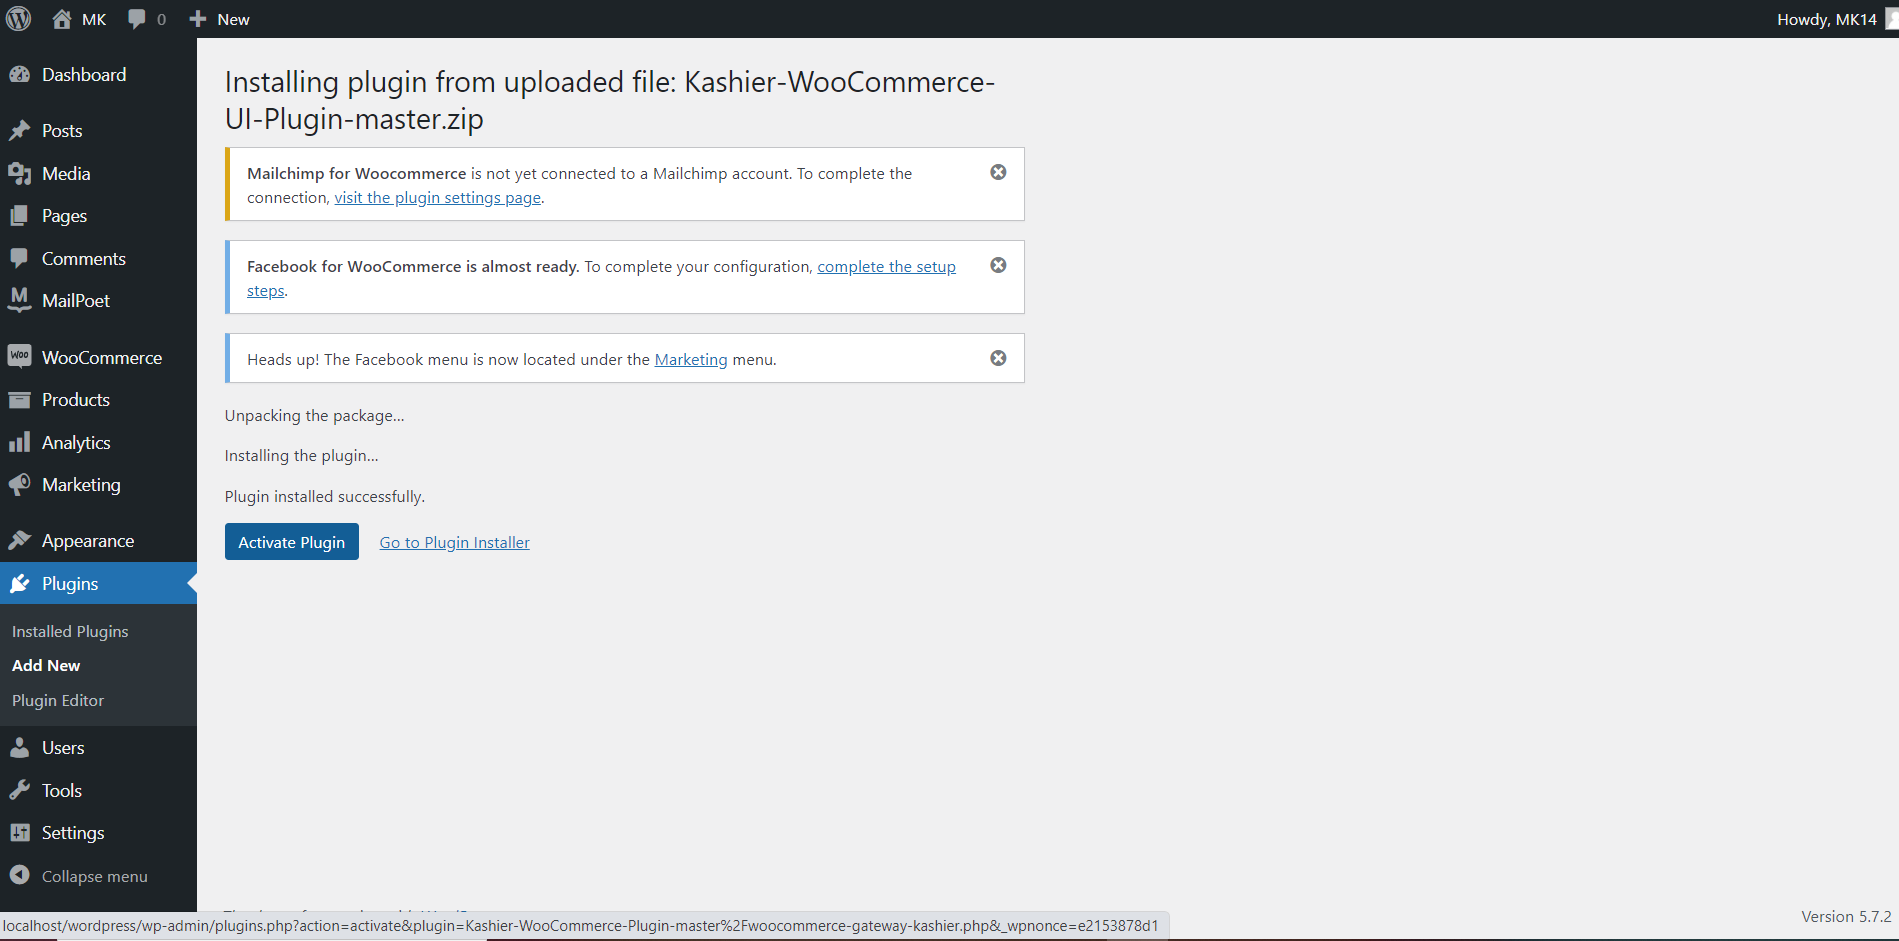 MK
0
New
Howdy, MK14
Dashboard
Posts
Media
Pages
Comments
MailPoet
WooCommerce
Products
Analytics
Marketing
Appearance
Plugins
Installed Plugins
Add New
Plugin Editor
Users
Tools
Settings
Collapse menu
Installing plugin from uploaded file: Kashier-WooCommerce-
UI-Plugin-master.zip
Mailchimp for Woocommerce is not yet connected to a Mailchimp account. To complete the
connection, visit the plugin settings page.
Facebook for WooCommerce is almost ready. To complete your configuration, complete the setup
steps.
Heads up! The Facebook menu is now located under the Marketing menu.
Unpacking the package...
Installing the plugin...
Plugin installed successfully.
Activate Plugin Go to Plugin Installer
Version 5.7.2
localhost/wordpress/wp-admin/plugins.php?action=activate&plugin=Kashier-WooCommerce-Plugin-master%2Fwoocommerce-gateway-kashier.php&_wpnonce=e2153878d1